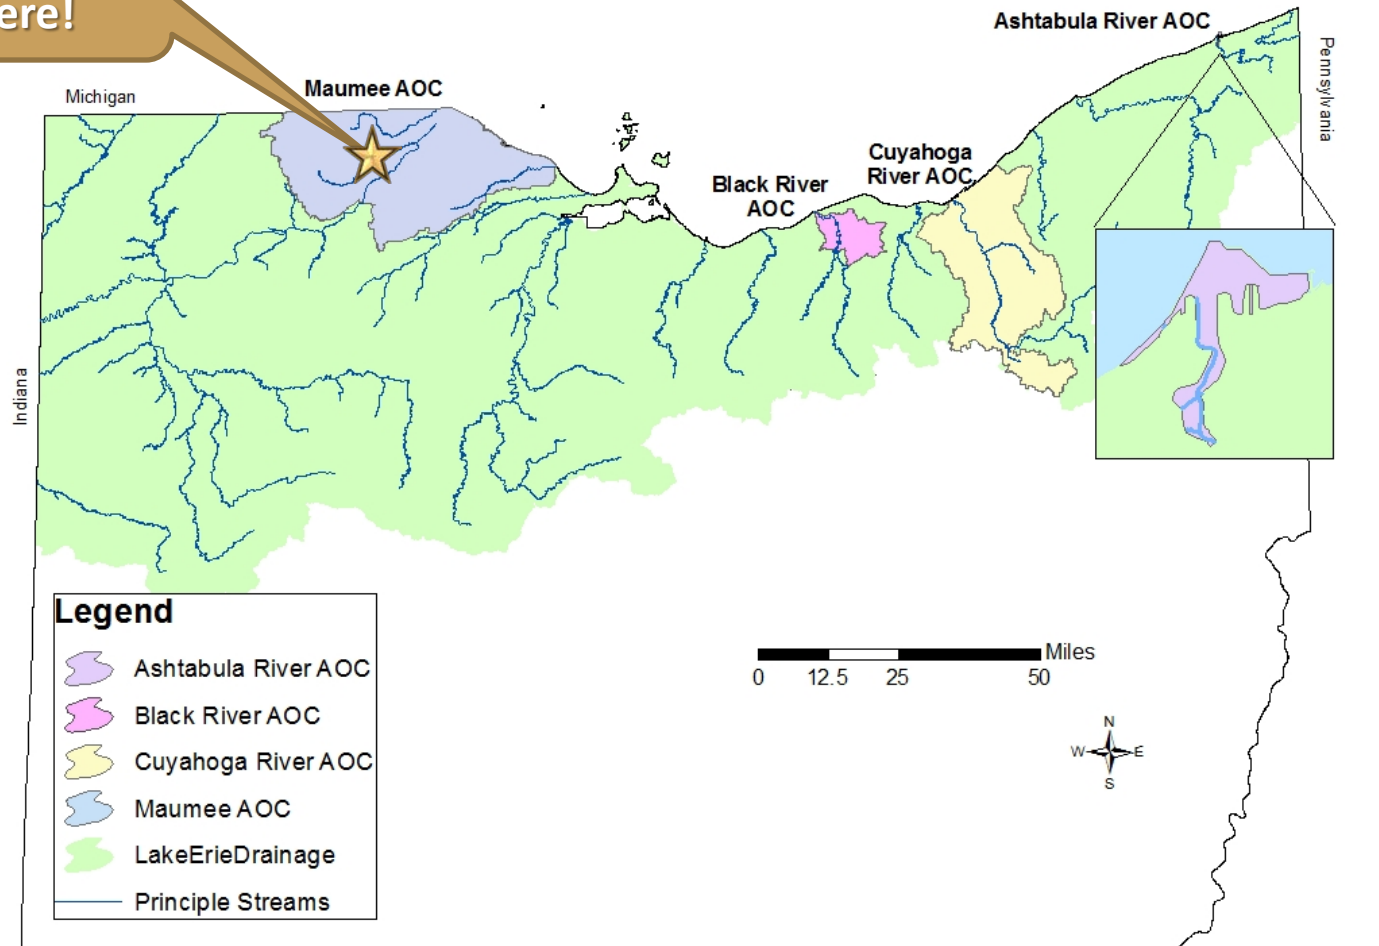 ere!
Ashtabula River AOC
Michigan
Maumee AOC
Pennsylvania
Cuyahoga
River AOC
Black River
AOC
Indiana
Legend
Ashtabula River AOC
Black River AOC
Cuyahoga River AOC
Maumee AOC
LakeErieDrainage
Principle Streams
Miles
0 12.5 25 50
N
W E
S